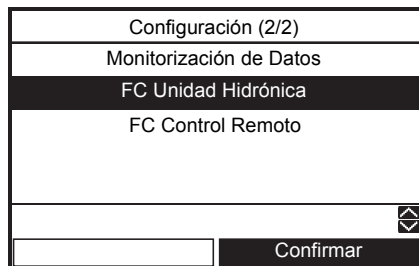 Configuración (2/2)
Monitorización de Datos
FC Unidad Hidrónica
FC Control Remoto
Confirmar